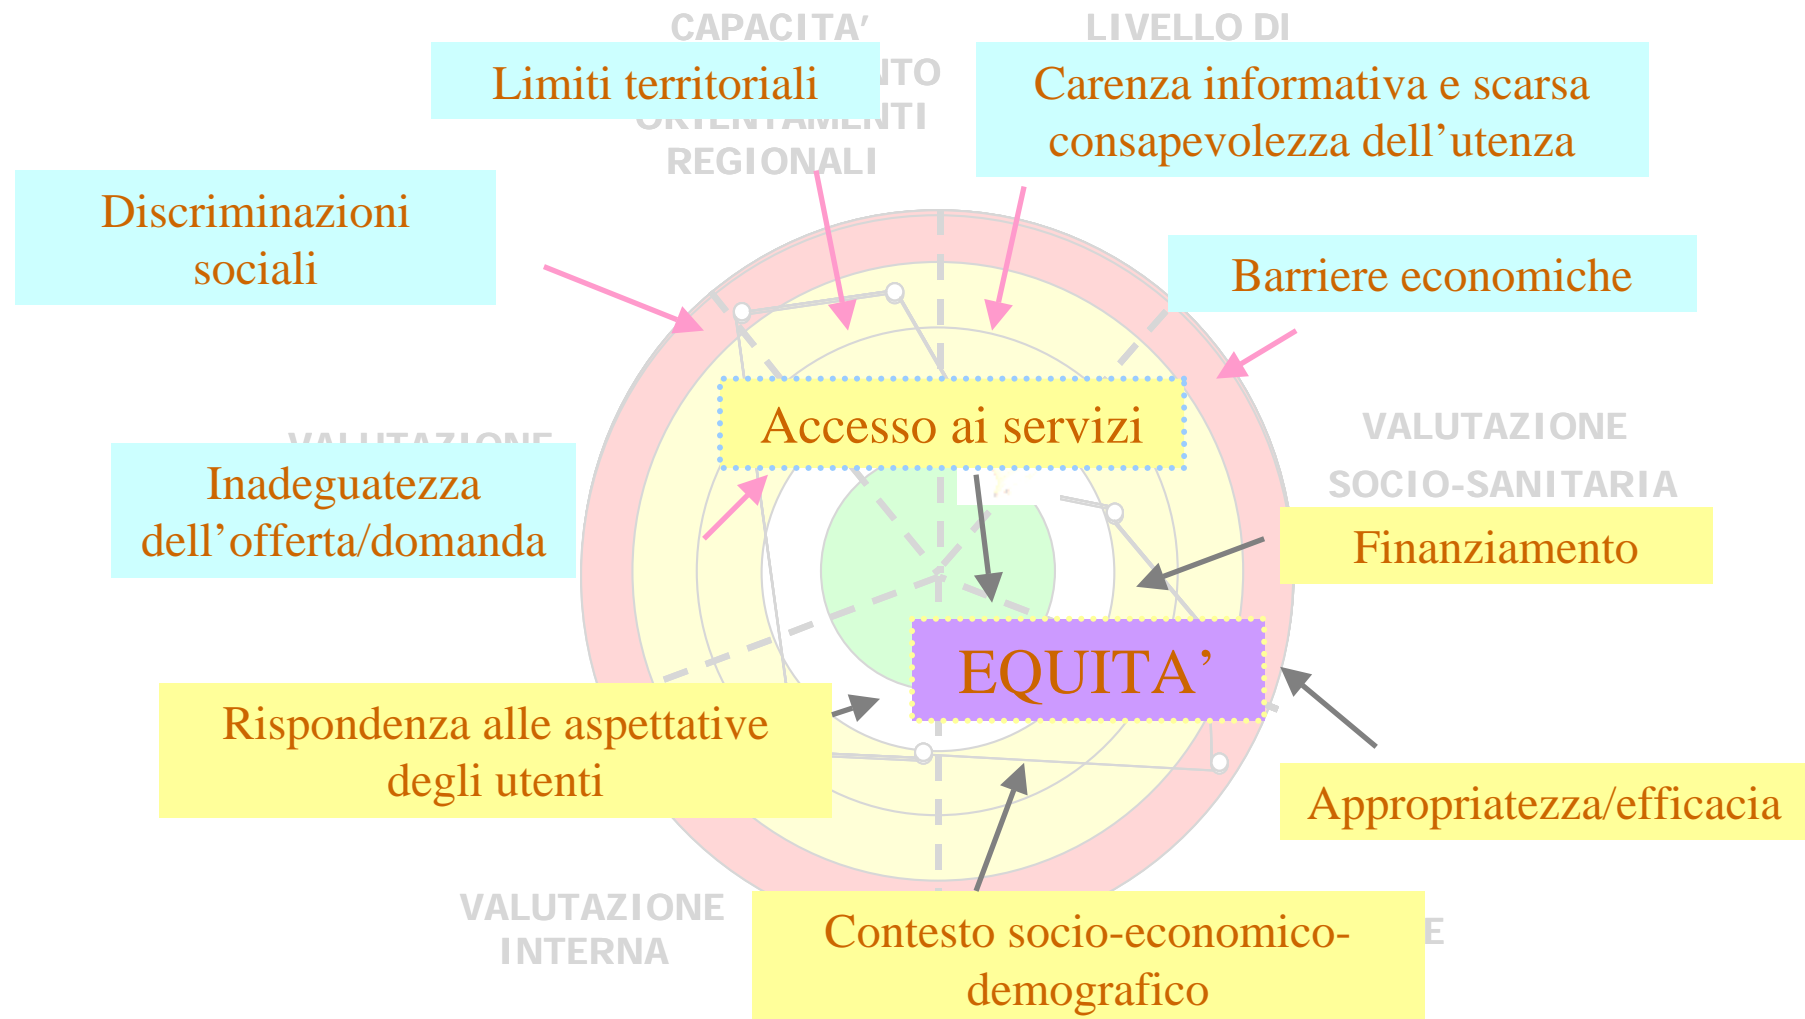 CAPACITA’
LIVELLO DI
Limiti territoriali
Carenza informativa e scarsa
consapevolezza dell’utenza
ORIENTAMENTI
REGIONALI
Discriminazioni
sociali
Barriere economiche
Accesso ai servizi
VALUTAZIONE
SOCIO-SANITARIA
VALUTAZIONE
Inadeguatezza
dell’offerta/domanda
Finanziamento
EQUITA’
Rispondenza alle aspettative
degli utenti
Appropriatezza/efficacia
VALUTAZIONE
INTERNA
Contesto socio-economico-
demografico